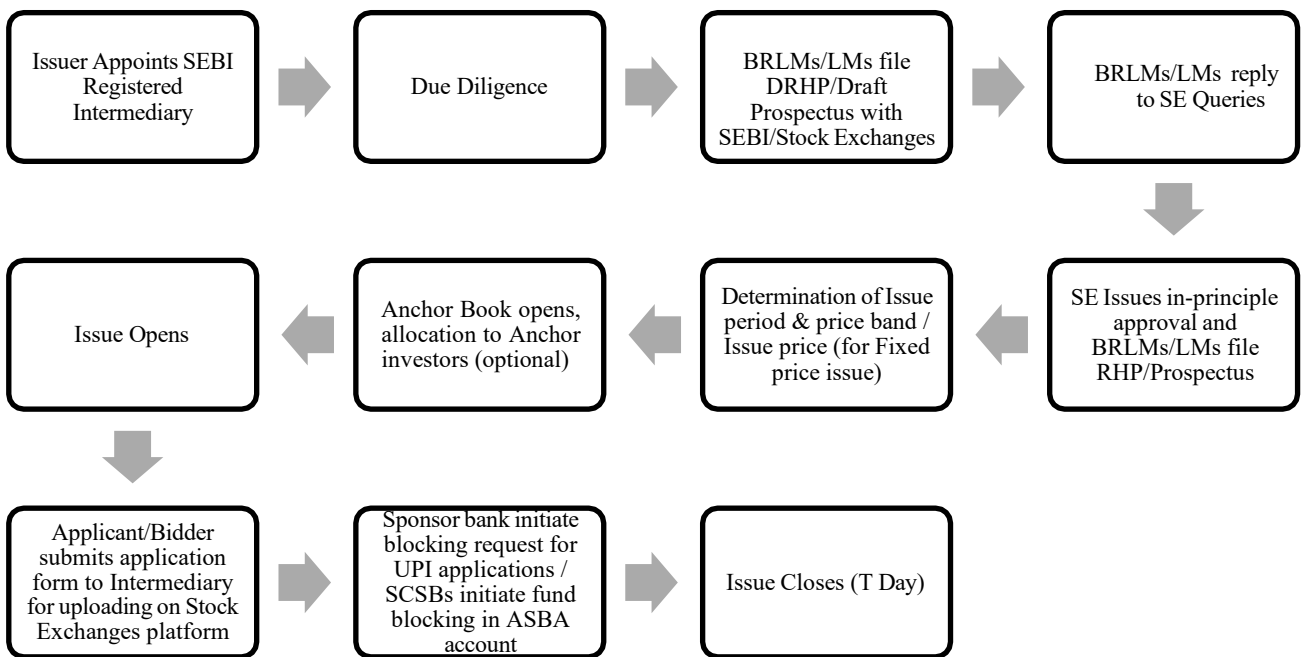 Issuer Appoints SEBI
Registered
Intermediary
Due Diligence
BRLMs/LMs file
DRHP/Draft
Prospectus with
SEBI/Stock Exchanges
BRLMs/LMs reply
to SE Queries
SE Issues in-principle
approval and
BRLMs/LMs file
RHP/Prospectus
Determination of Issue
period & price band /
Issue price (for Fixed
price issue)
Anchor Book opens,
allocation to Anchor
investors (optional)
Issue Opens
Applicant/Bidder
submits application
form to Intermediary
for uploading on Stock
Exchanges platform
Sponsor bank initiate
blocking request for
UPI applications /
SCSBs initiate fund
blocking in ASBA
account
Issue Closes (T Day)